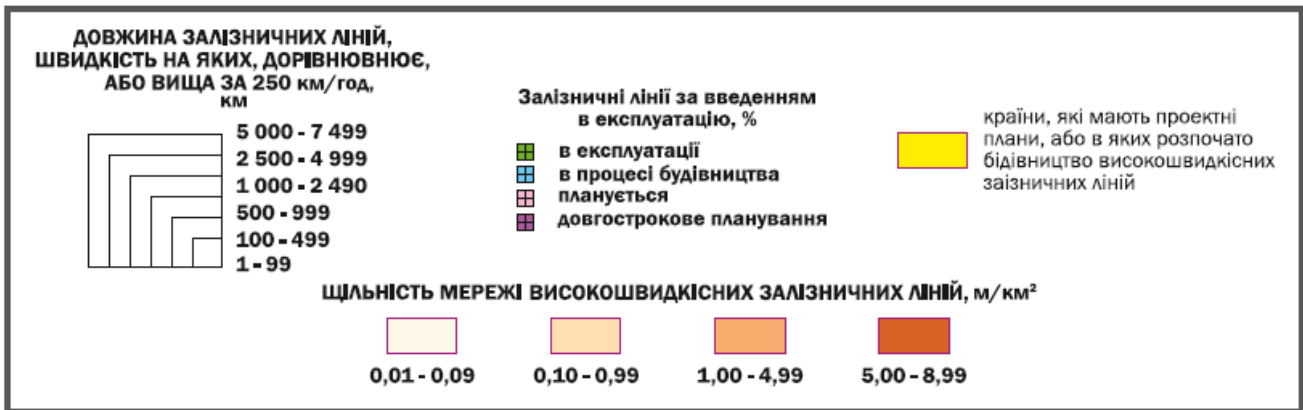 ДОВЖИНА ЗАЛІЗНИЧНИХ ЛІНІЙ,
ШВИДКІСТЬ НА ЯКИХ, ДОРІВНЮВНЮЄ,
АБО ВИЩА ЗА 250 км/год,
км
5 000 - 7 499
2 500 - 4 999
1 000 - 2 490
500 - 999
100 - 499
1 - 99
Залізничні лінії за введенням
в експлуатацію, %
в експлуатації
в процесі будівництва
планується
довгострокове планування
країни, які мають проектні
плани, або в яких розпочато
бідівництво високошвидкісних
заізничних ліній
ЩІЛЬНІСТЬ МЕРЕЖІ ВИСОКОШВИДКІСНИХ ЗАЛІЗНИЧНИХ ЛІНІЙ, м/км²
0,01 - 0,09 0,10 - 0,99 1,00 - 4,99 5,00 - 8,99